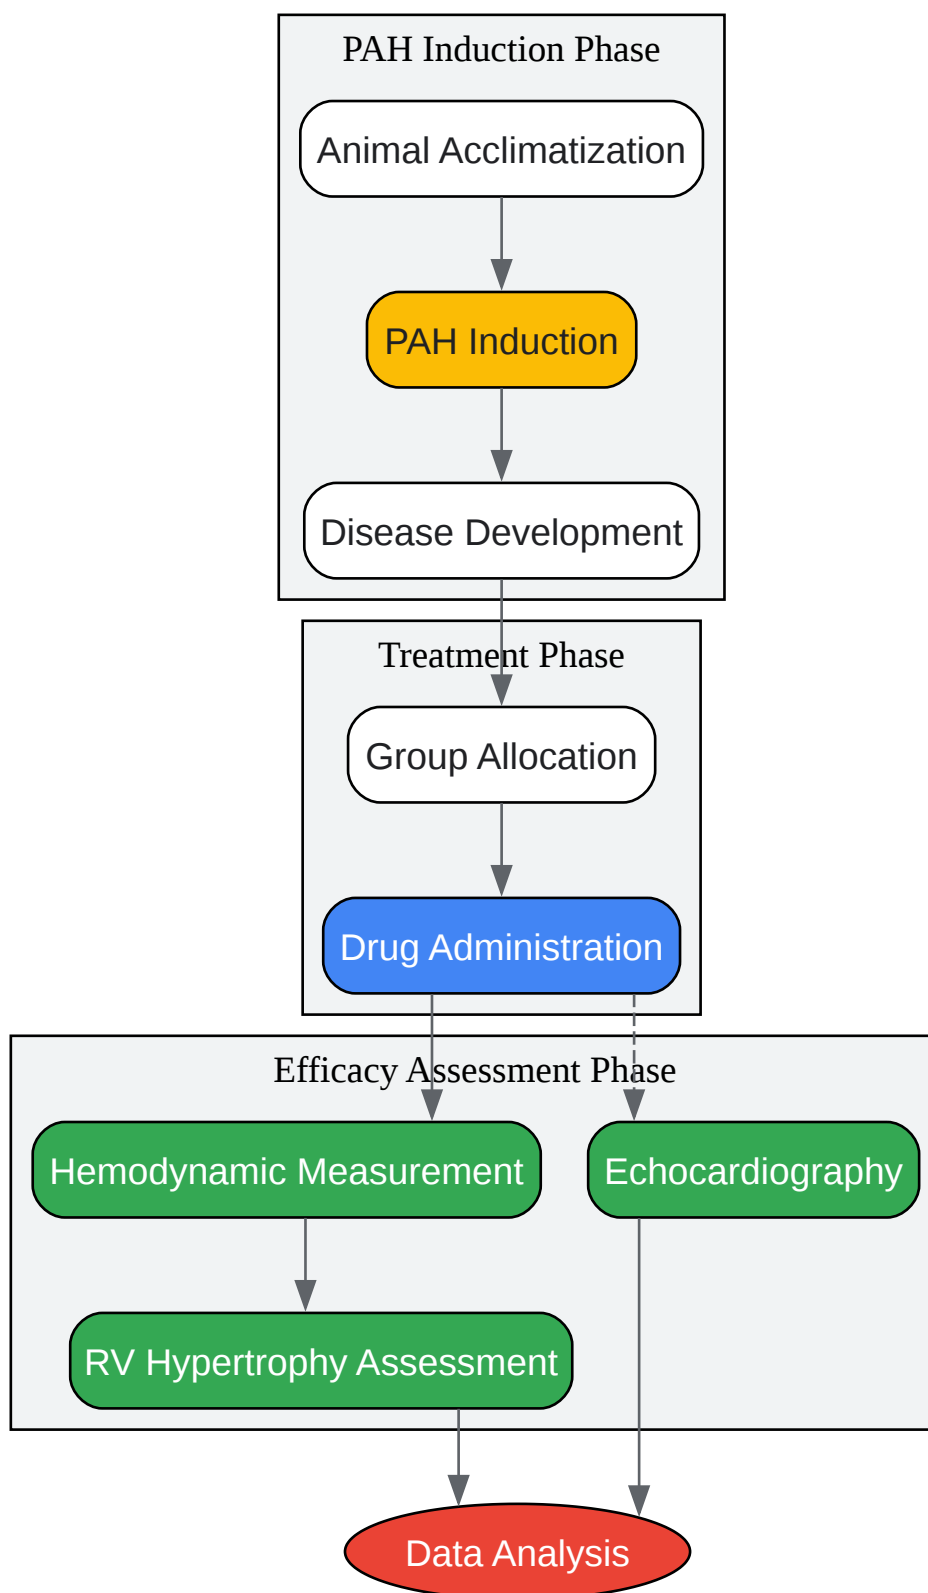 PAH Induction Phase
Animal Acclimatization
PAH Induction
Disease Development
Treatment Phase
Group Allocation
Drug Administration
Efficacy Assessment Phase
Hemodynamic Measurement
Echocardiography
RV Hypertrophy Assessment
Data Analysis